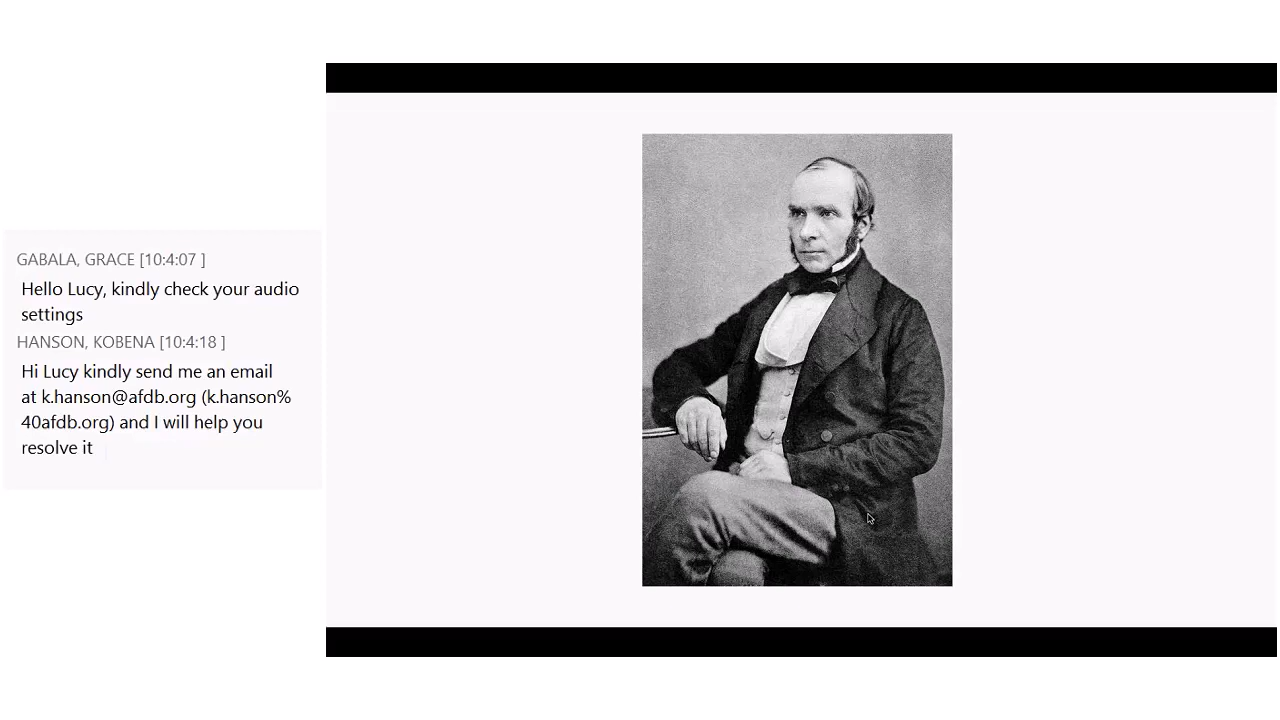 GABALA, GRACE [10:4:07 ]
Hello Lucy, kindly check your audio
settings
HANSON, KOBENA [10:4:18 ]
Hi Lucy kindly send me an email
at k.hanson@afdb.org (k.hanson%
40afdb.org) and I will help you
resolve it